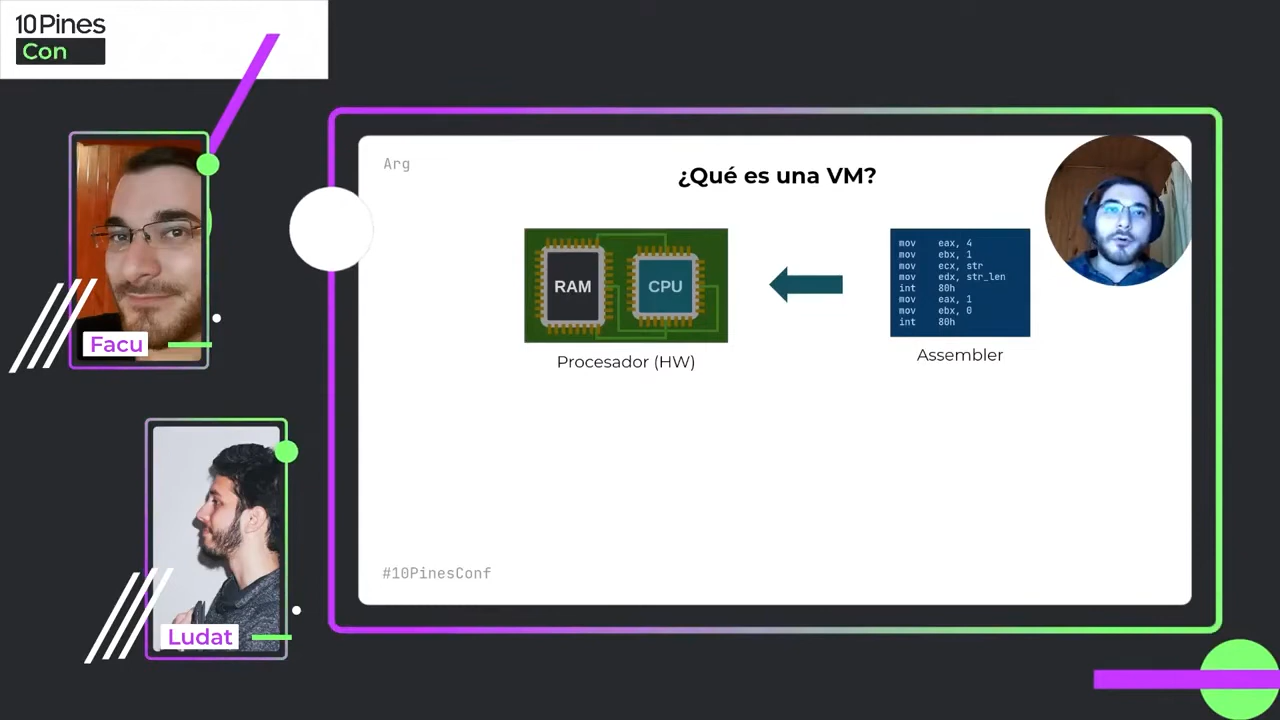 10Pines
Con
Facu
Ludat
Arg
¿Qué es una VM?
RAM
CPU
Procesador (HW)
mov eax, 4
mov ebx, 1
mov ecx, str
mov edx, str_len
int 80h
mov eax, 1
mov ebx, 0
int 80h
Assembler
#10PinesConf